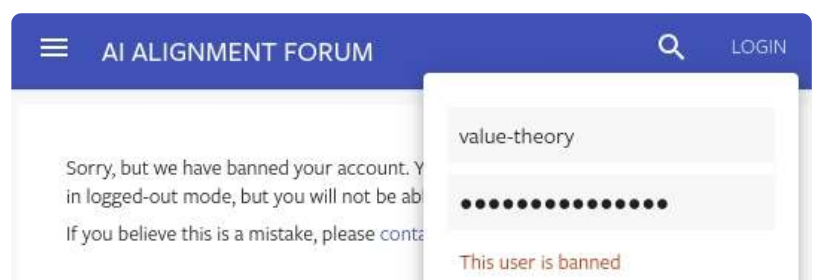 AI ALIGNMENT FORUM
LOGIN
value-theory
Sorry, but we have banned your account. Y
in logged-out mode, but you will not be ab
If you believe this is a mistake, please conta
●●●●●●●●●●●●●●●
This user is banned